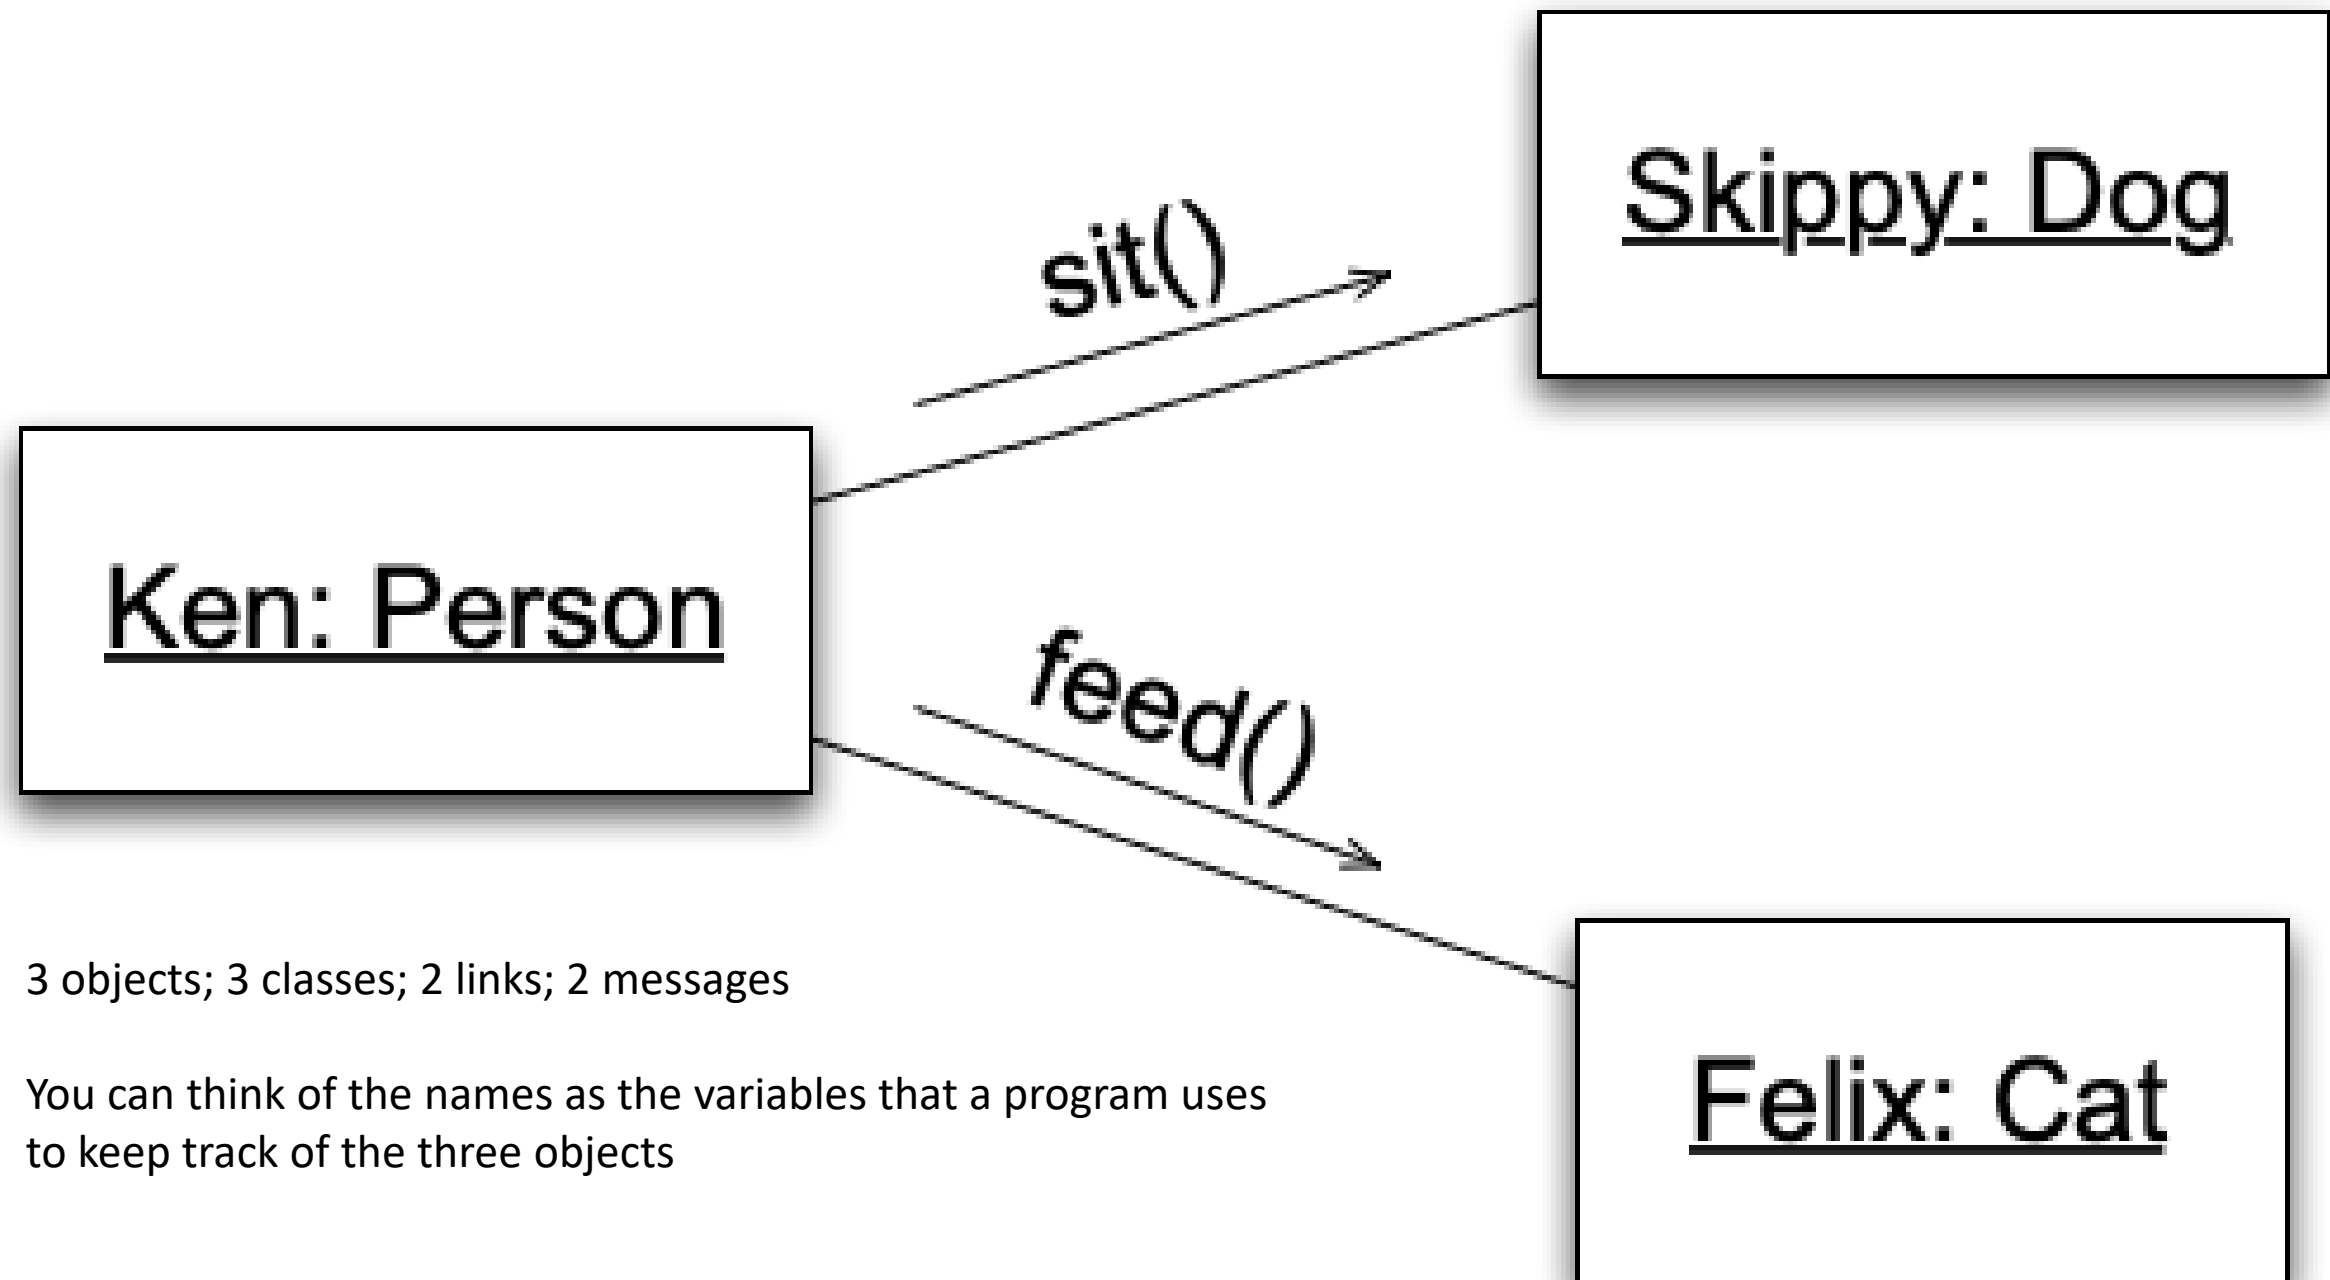 Skippy: Dog
sit()
Ken: Person
feed()
3 objects; 3 classes; 2 links; 2 messages
You can think of the names as the variables that a program uses
to keep track of the three objects
Felix: Cat